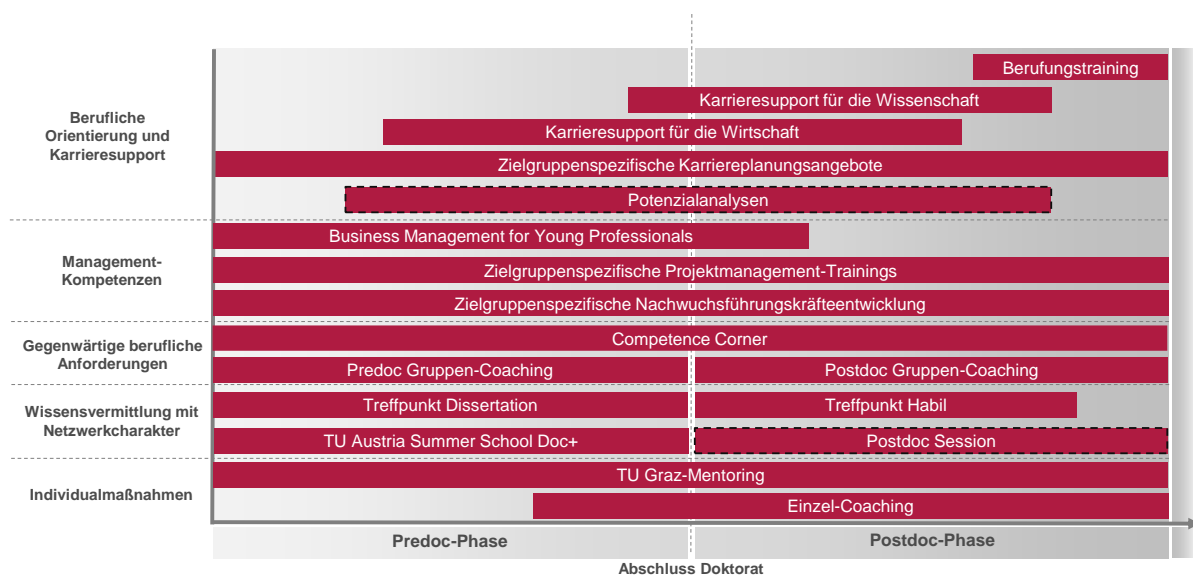 Berufliche
Orientierung und
Karrieresupport
Berufungstraining
Karrieresupport für die Wissenschaft
Karrieresupport für die Wirtschaft
Zielgruppenspezifische Karriereplanungsangebote
Potenzialanalysen
Management-
Kompetenzen
Business Management for Young Professionals
Zielgruppenspezifische Projektmanagement-Trainings
Zielgruppenspezifische Nachwuchsführungskräfteentwicklung
Gegenwärtige berufliche
Anforderungen
Competence Corner
Predoc Gruppen-Coaching
Postdoc Gruppen-Coaching
Wissensvermittlung mit
Netzwerkcharakter
Treffpunkt Dissertation
Treffpunkt Habil
TU Austria Summer School Doc+
Postdoc Session
Individualmaßnahmen
TU Graz-Mentoring
Einzel-Coaching
Predoc-Phase
Postdoc-Phase
Abschluss Doktorat